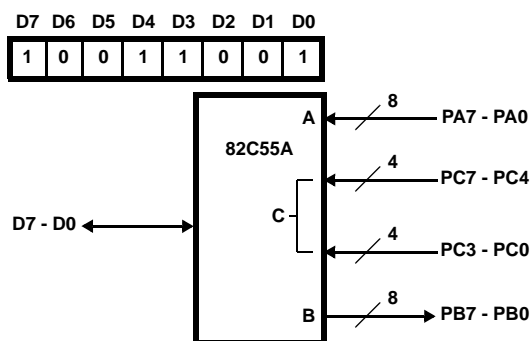 D7 D6 D5 D4 D3 D2 D1 D0
1 0 0 1 1 0 0 1
A 8 PA7 - PA0
82C55A
4 PC7 - PC4
C
D7 - D0
4 PC3 - PC0
B 8 PB7 - PB0